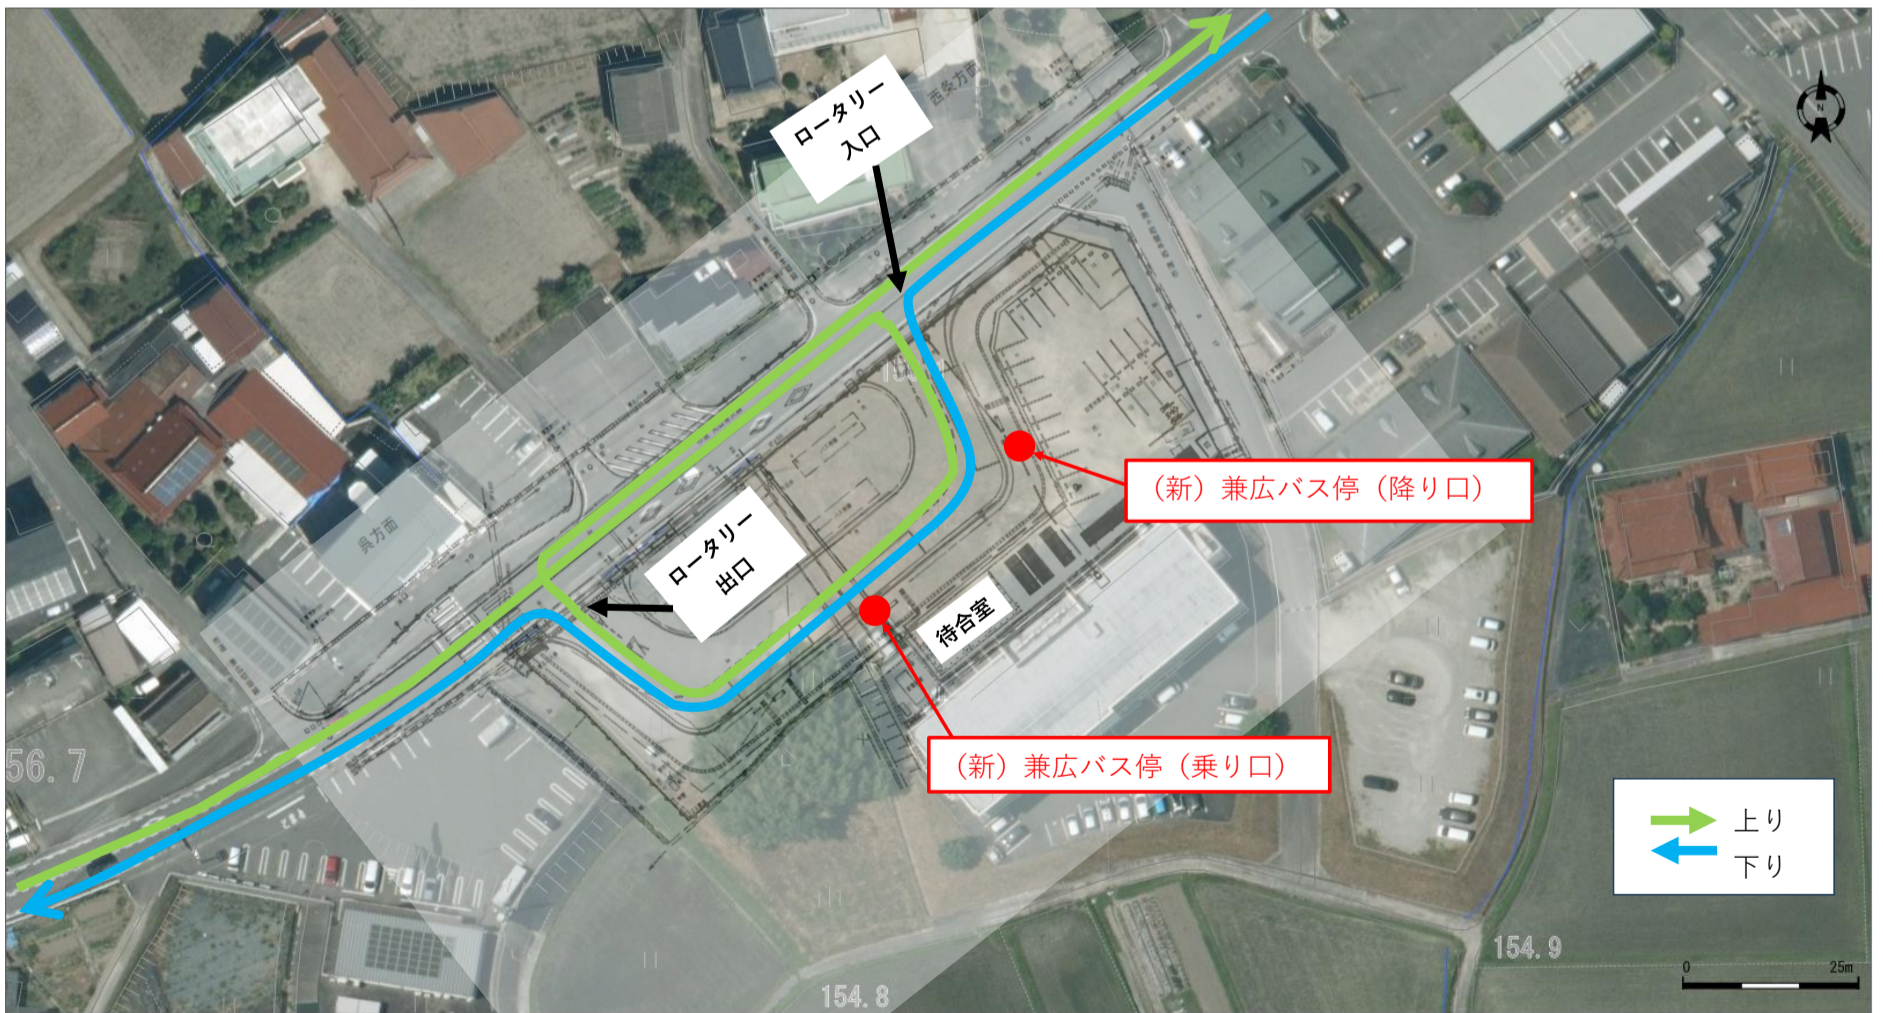 西条方面
ロータリー
入口
N
(新)兼広バス停(降り口)
呉方面
ロータリー
出口
待合室
(新)兼広バス停(乗り口)
56.7
上り
下り
154.9
154.8
0 25m